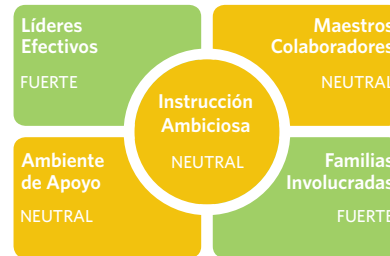 Líderes
Efectivos
FUERTE
Maestros
Colaboradores
NEUTRAL
Instrucción
Ambiciosa
NEUTRAL
Ambiente
de Apoyo
NEUTRAL
Familias
Involucradas
FUERTE